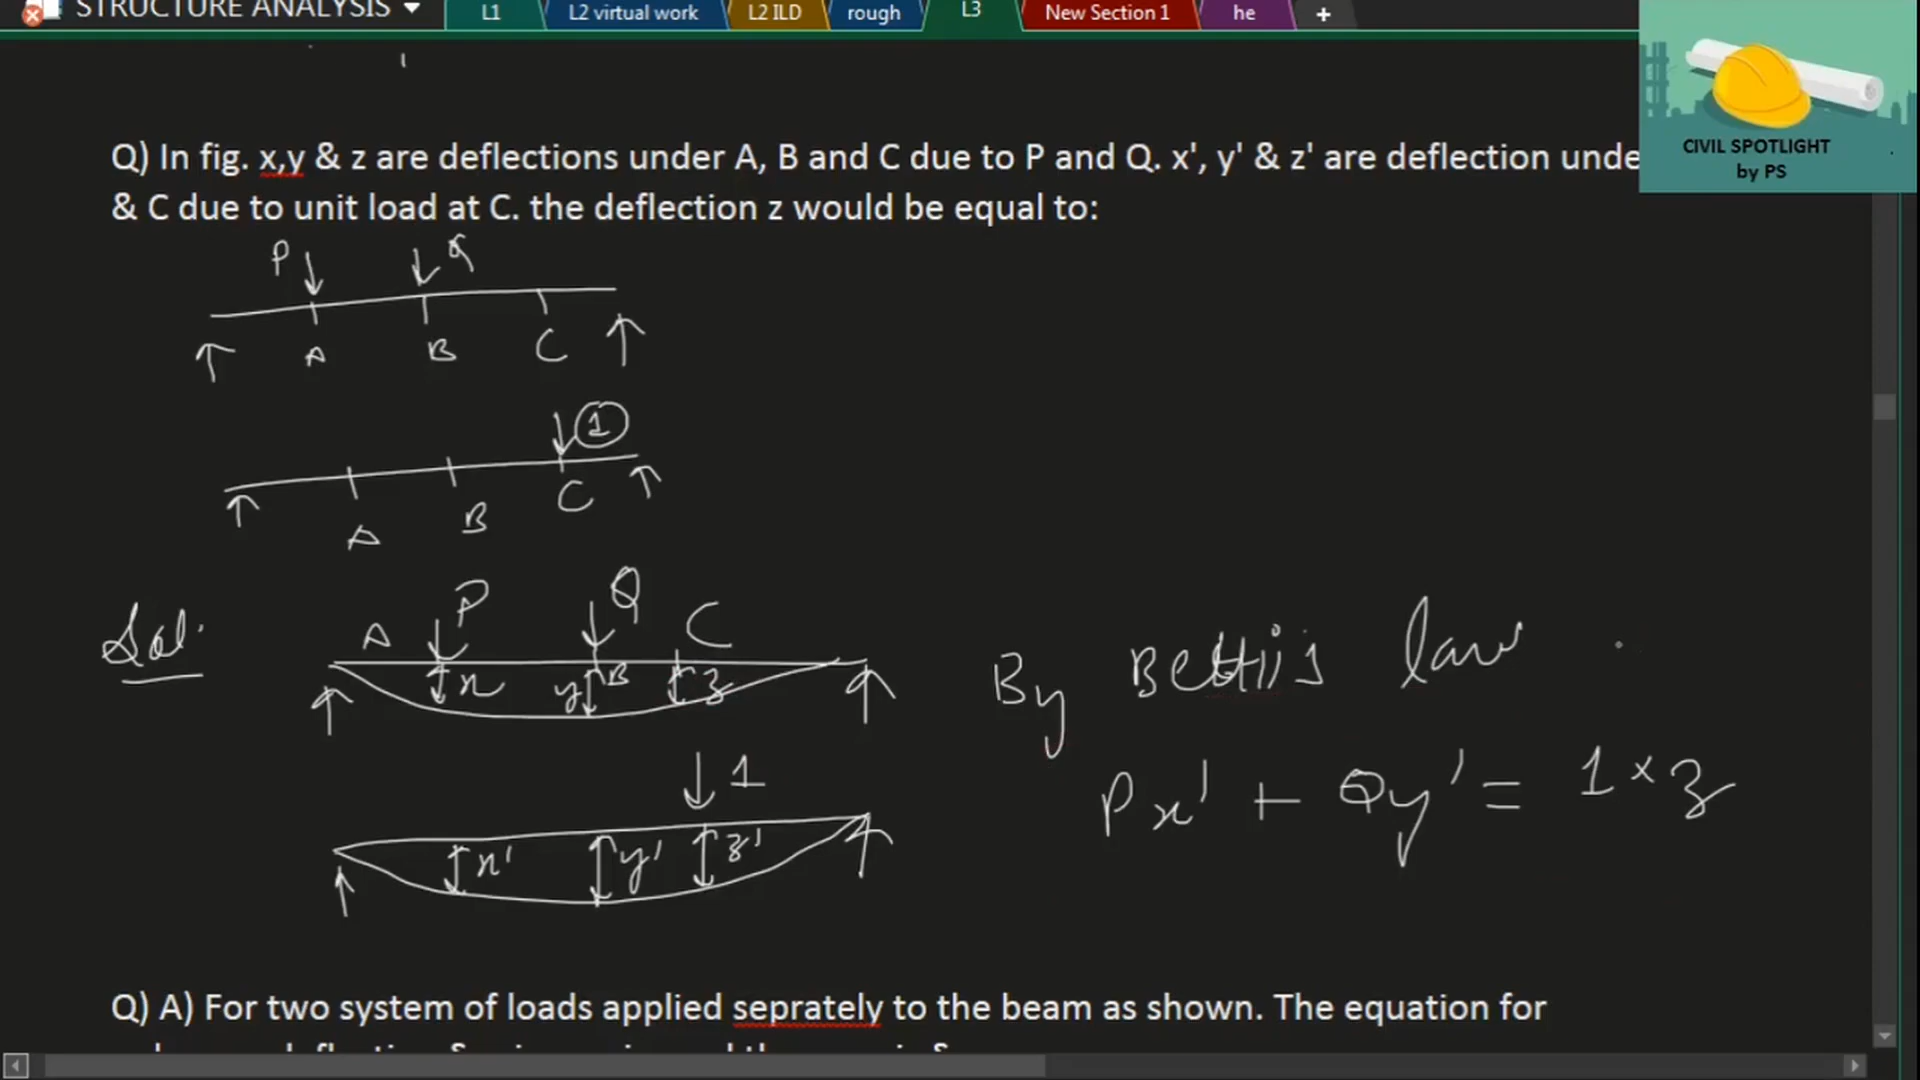 STRUCTURE ANALYSIS
L1
L2 virtual work
L2 ILD
rough
L3
New Section 1
he
+
CIVIL SPOTLIGHT
by PS
Q) In fig. x,y & z are deflections under A, B and C due to P and Q. x', y' & z' are deflection unde
& C due to unit load at C. the deflection z would be equal to:
P Q
A B C
1
A B C
Sol.
A P Q C
x y B z
1
x' y' z'
By Betti's law
Px' + Qy' = 1 × z
Q) A) For two system of loads applied seprately to the beam as shown. The equation for